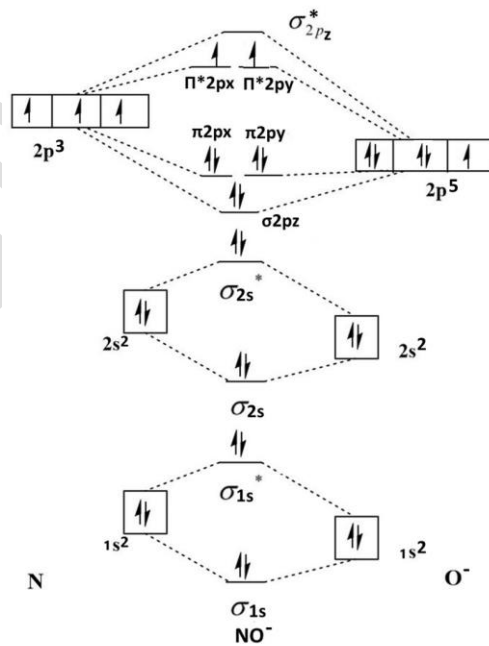 σ*2pz
Π*2px Π*2py
2p3
π2px π2py
2p5
σ2pz
σ2s*
2s2 2s2
σ2s
σ1s*
1s2 1s2
N O-
σ1s
NO-